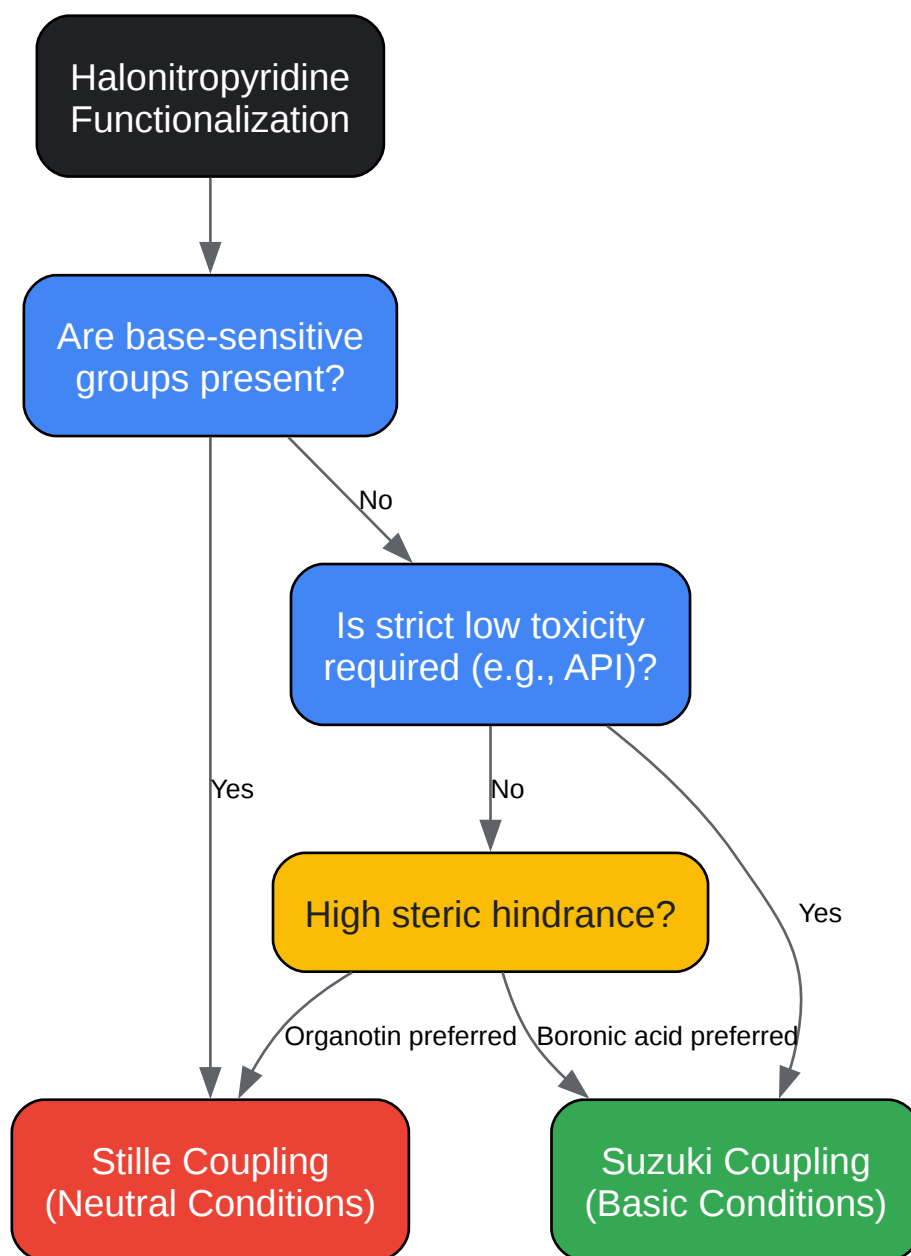 Halonitropyridine
Functionalization
Are base-sensitive
groups present?
No
Is strict low toxicity
required (e.g., API)?
Yes
No
High steric hindrance?
Yes
Organotin preferred
Boronic acid preferred
Stille Coupling
(Neutral Conditions)
Suzuki Coupling
(Basic Conditions)